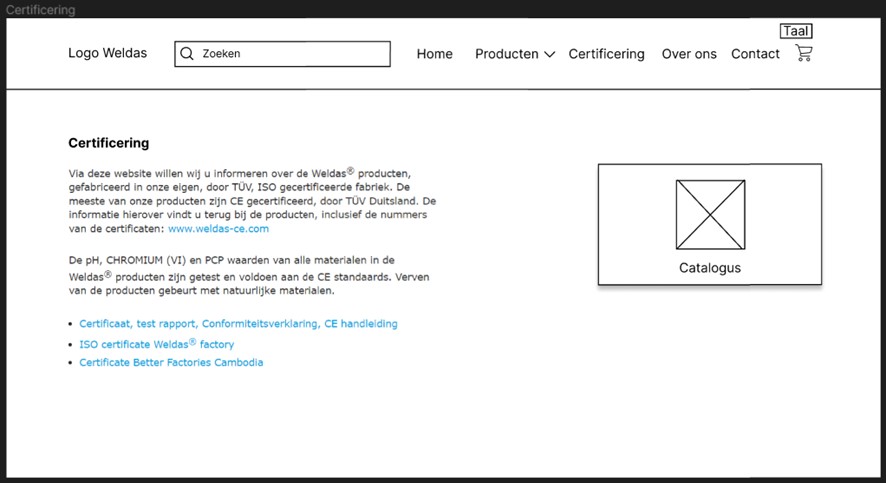 Certificering
Taal
Logo Weldas
Zoeken
Home
Producten
Certificering
Over ons
Contact
Certificering
Via deze website willen wij u informeren over de Weldas® producten,
gefabriceerd in onze eigen, door TÜV, ISO gecertificeerde fabriek. De
meeste van onze producten zijn CE gecertificeerd, door TÜV Duitsland. De
informatie hierover vindt u terug bij de producten, inclusief de nummers
van de certificaten: www.weldas-ce.com
De pH, CHROMIUM (VI) en PCP waarden van alle materialen in de
Weldas® producten zijn getest en voldoen aan de CE standaards. Verven
van de producten gebeurt met natuurlijke materialen.
• Certificaat, test rapport, Conformiteitsverklaring, CE handleiding
• ISO certificate Weldas® factory
• Certificate Better Factories Cambodia
Catalogus